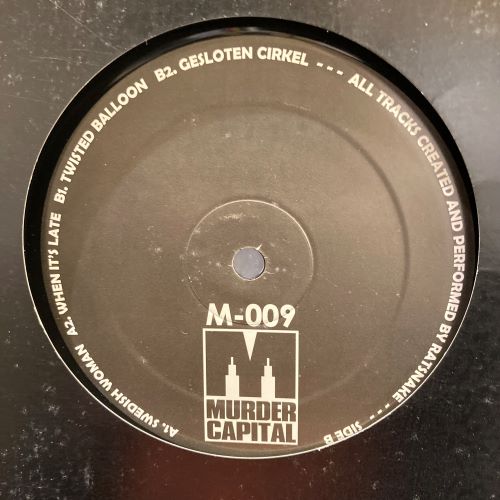 A1. SWEDISH WOMAN A2. WHEN IT'S LATE B1. TWISTED BALLOON B2. GESLOTEN CIRKEL - - - ALL TRACKS CREATED AND PERFORMED BY RATSNAKE - - - SIDE B
M-009
MURDER
CAPITAL